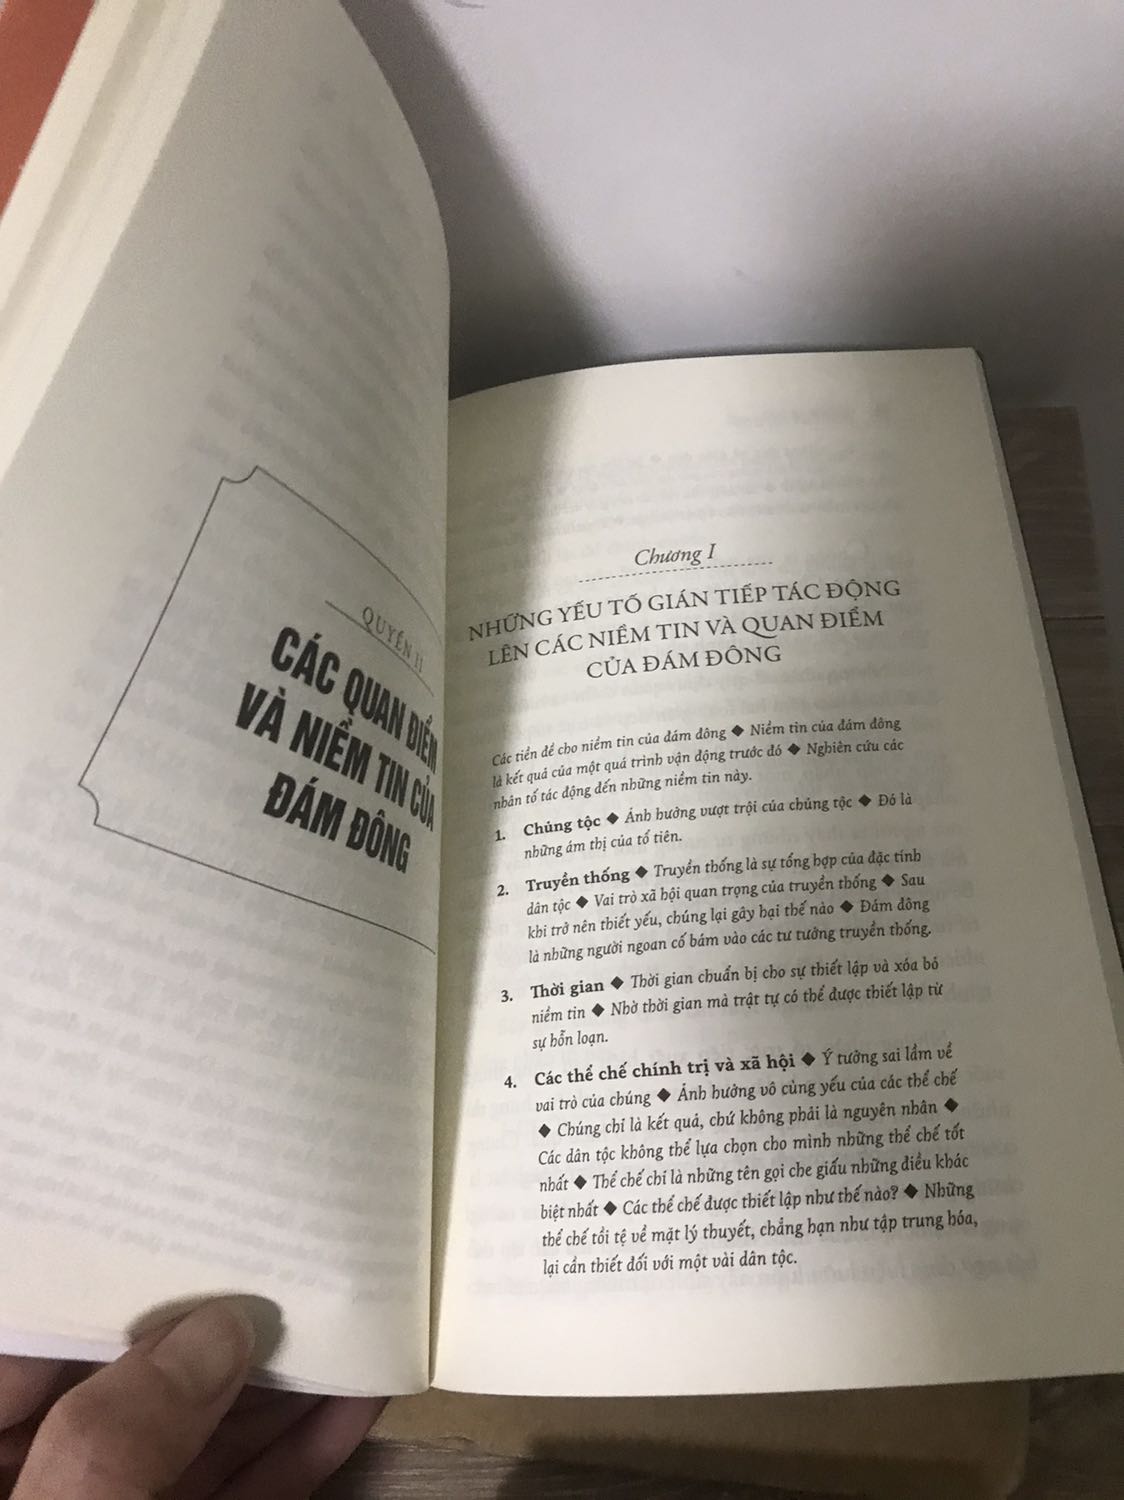 QUYỂN II
CÁC QUAN ĐIỂM
VÀ NIỀM TIN CỦA
ĐÁM ĐÔNG
Chương I
NHỮNG YẾU TỐ GIÁN TIẾP TÁC ĐỘNG
LÊN CÁC NIỀM TIN VÀ QUAN ĐIỂM
CỦA ĐÁM ĐÔNG
Các tiền đề cho niềm tin của đám đông ◆ Niềm tin của đám đông
là kết quả của một quá trình vận động trước đó ◆ Nghiên cứu các
nhân tố tác động đến những niềm tin này.
1. Chủng tộc ◆ Ảnh hưởng vượt trội của chủng tộc ◆ Đó là
những ám thị của tổ tiên.
2. Truyền thống ◆ Truyền thống là sự tổng hợp của đặc tính
dân tộc ◆ Vai trò xã hội quan trọng của truyền thống ◆ Sau
khi trở nên thiết yếu, chúng lại gây hại thế nào ◆ Đám đông
là những người ngoan cố bám vào các tư tưởng truyền thống.
3. Thời gian ◆ Thời gian chuẩn bị cho sự thiết lập và xóa bỏ
niềm tin ◆ Nhờ thời gian mà trật tự có thể được thiết lập từ
sự hỗn loạn.
4. Các thể chế chính trị và xã hội ◆ Ý tưởng sai lầm về
vai trò của chúng ◆ Ảnh hưởng vô cùng yếu của các thể chế
◆ Chúng chỉ là kết quả, chứ không phải là nguyên nhân ◆
Các dân tộc không thể lựa chọn cho mình những thể chế tốt
nhất ◆ Thể chế chỉ là những tên gọi che giấu những điều khác
biệt nhất ◆ Các thể chế được thiết lập như thế nào? ◆ Những
thể chế tồi tệ về mặt lý thuyết, chẳng hạn như tập trung hóa,
lại cần thiết đối với một vài dân tộc.